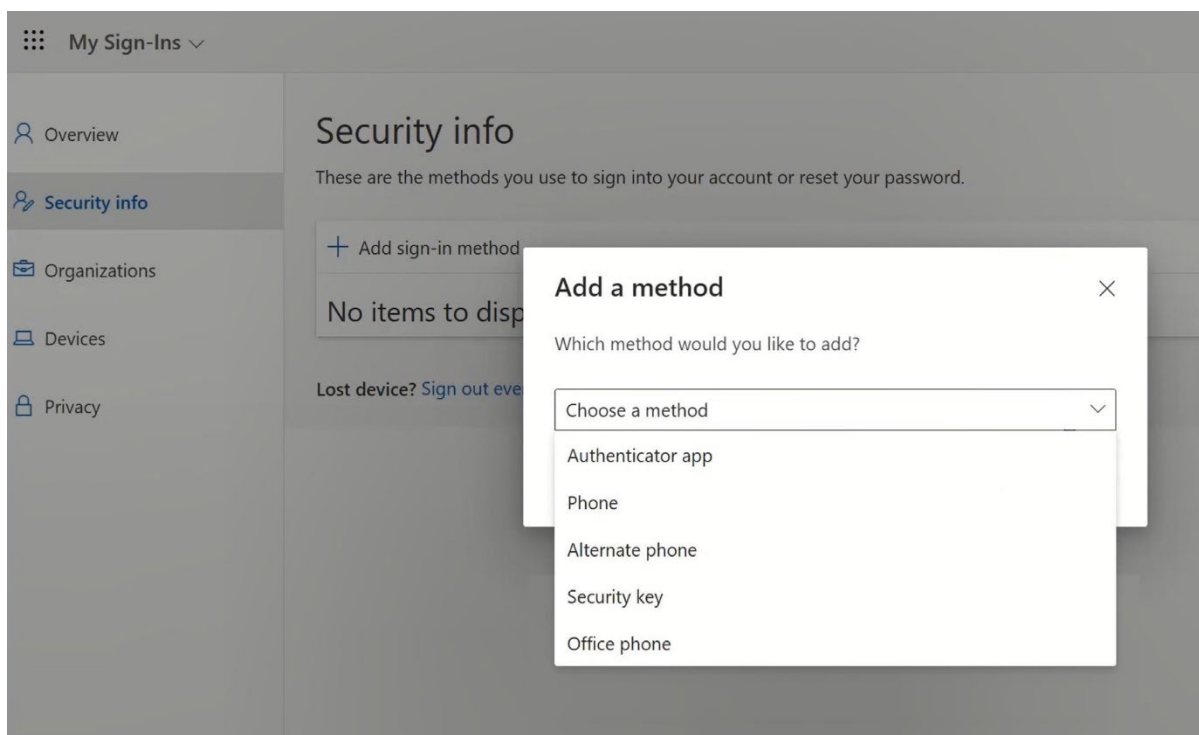 My Sign-Ins
Overview
Security info
Organizations
Devices
Privacy
Security info
These are the methods you use to sign into your account or reset your password.
Add sign-in method
No items to disp
Lost device? Sign out eve
Add a method
Which method would you like to add?
Choose a method
Authenticator app
Phone
Alternate phone
Security key
Office phone